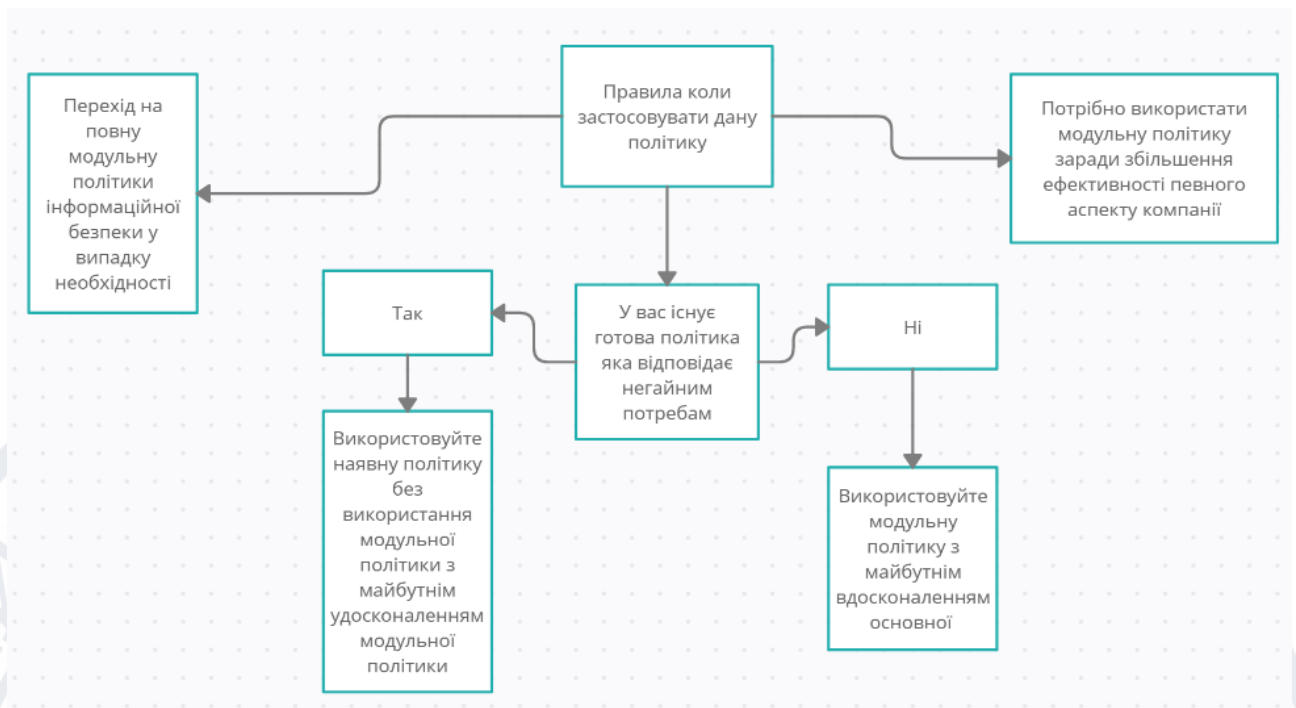 Правила коли
застосовувати дану
політику
Перехід на
повну
модульну
політики
інформаційної
безпеки у
випадку
необхідності
Потрібно використати
модульну політику
заради збільшення
ефективності певного
аспекту компанії
Так
У вас існує
готова політика
яка відповідає
негайним
потребам
Ні
Використовуйте
наявну політику
без
використання
модульної
політики з
майбутнім
удосконаленням
модульної
політики
Використовуйте
модульну
політику з
майбутнім
вдосконаленням
основної